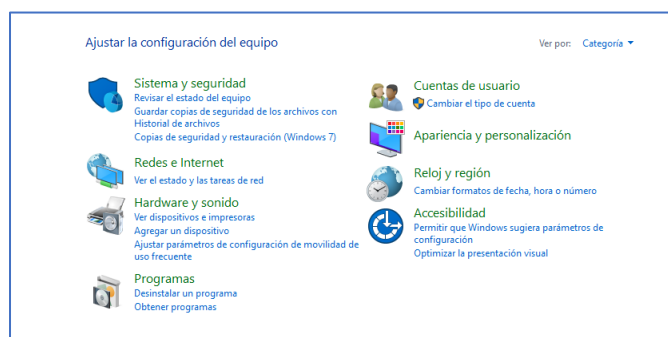 Ajustar la configuración del equipo
Ver por: Categoría
Sistema y seguridad
Revisar el estado del equipo
Guardar copias de seguridad de los archivos con
Historial de archivos
Copias de seguridad y restauración (Windows 7)
Redes e Internet
Ver el estado y las tareas de red
Hardware y sonido
Ver dispositivos e impresoras
Agregar un dispositivo
Ajustar parámetros de configuración de movilidad de
uso frecuente
Programas
Desinstalar un programa
Obtener programas
Cuentas de usuario
Cambiar el tipo de cuenta
Apariencia y personalización
Reloj y región
Cambiar formatos de fecha, hora o número
Accesibilidad
Permitir que Windows sugiera parámetros de
configuración
Optimizar la presentación visual